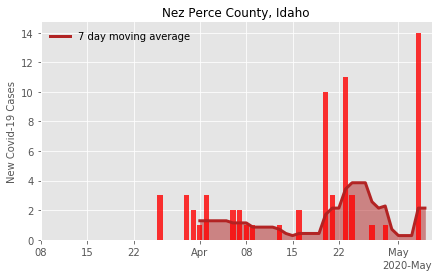 Nez Perce County, Idaho
7 day moving average
New Covid-19 Cases
14
12
10
8
6
4
2
0
08 15 22 Apr 08 15 22 May
2020-May